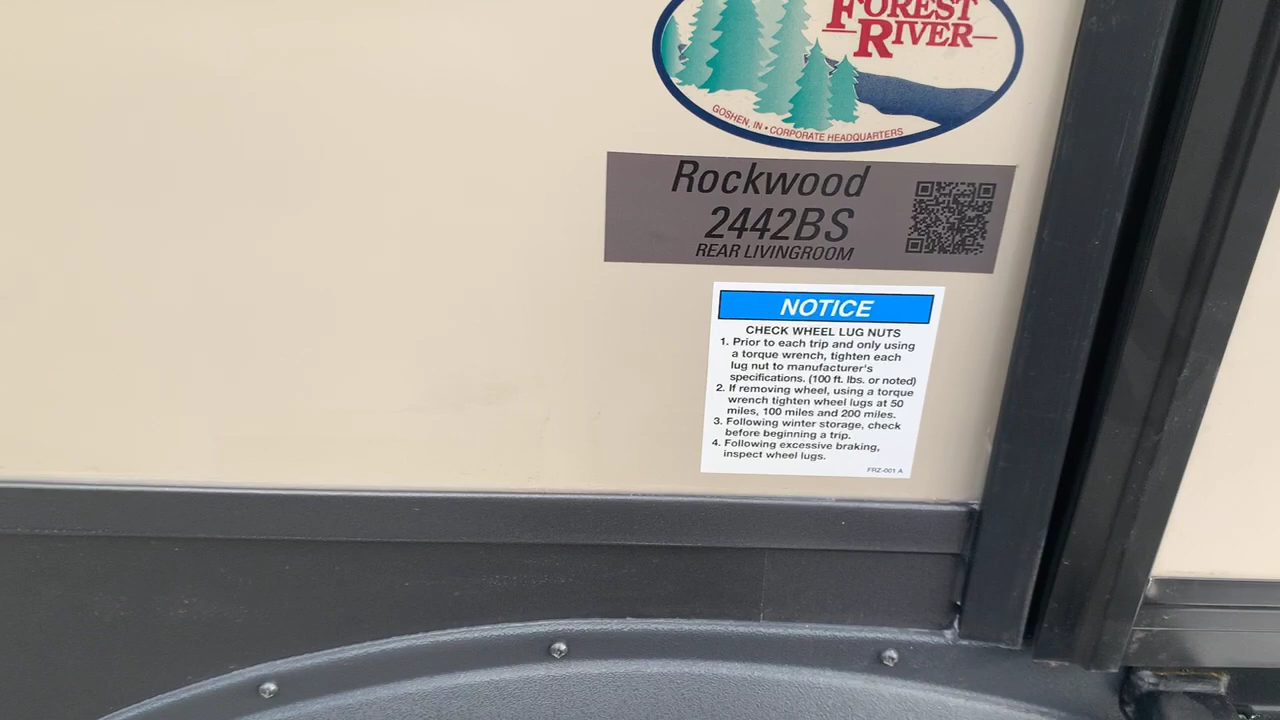 FOREST
RIVER
GOSHEN, IN • CORPORATE HEADQUARTERS
Rockwood
2442BS
REAR LIVINGROOM
NOTICE
CHECK WHEEL LUG NUTS
1. Prior to each trip and only using
a torque wrench, tighten each
lug nut to manufacturer's
specifications. (100 ft. lbs. or noted)
2. If removing wheel, using a torque
wrench tighten wheel lugs at 50
miles, 100 miles and 200 miles.
3. Following winter storage, check
before beginning a trip.
4. Following excessive braking,
inspect wheel lugs.
FRZ-001 A